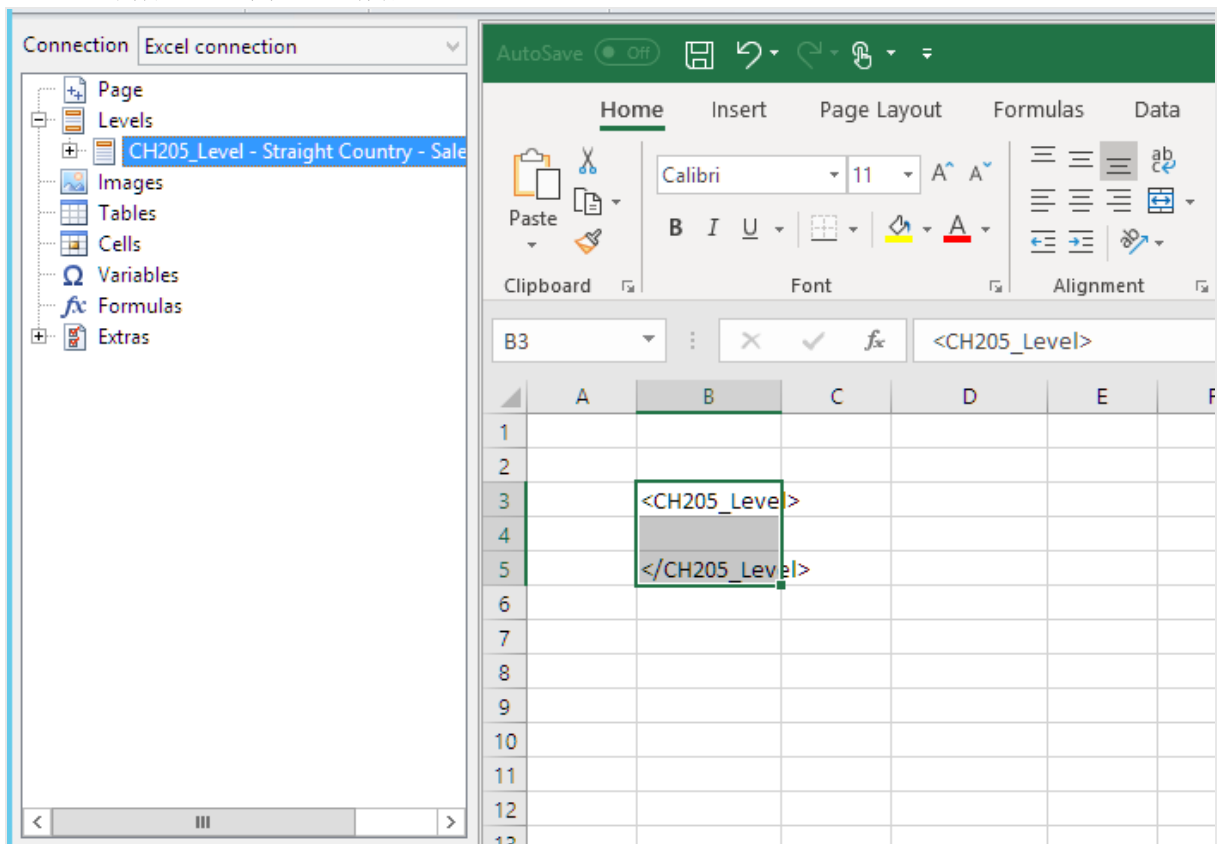 Connection Excel connection
Page
Levels
CH205_Level - Straight Country - Sale
Images
Tables
Cells
Variables
Formulas
Extras
AutoSave Off
Home Insert Page Layout Formulas Data
Paste
Calibri 11
B I U A
Clipboard Font Alignment
B3 fx <CH205_Level>
A B C D E F
1
2
3 <CH205_Level>
4
5 </CH205_Level>
6
7
8
9
10
11
12
13